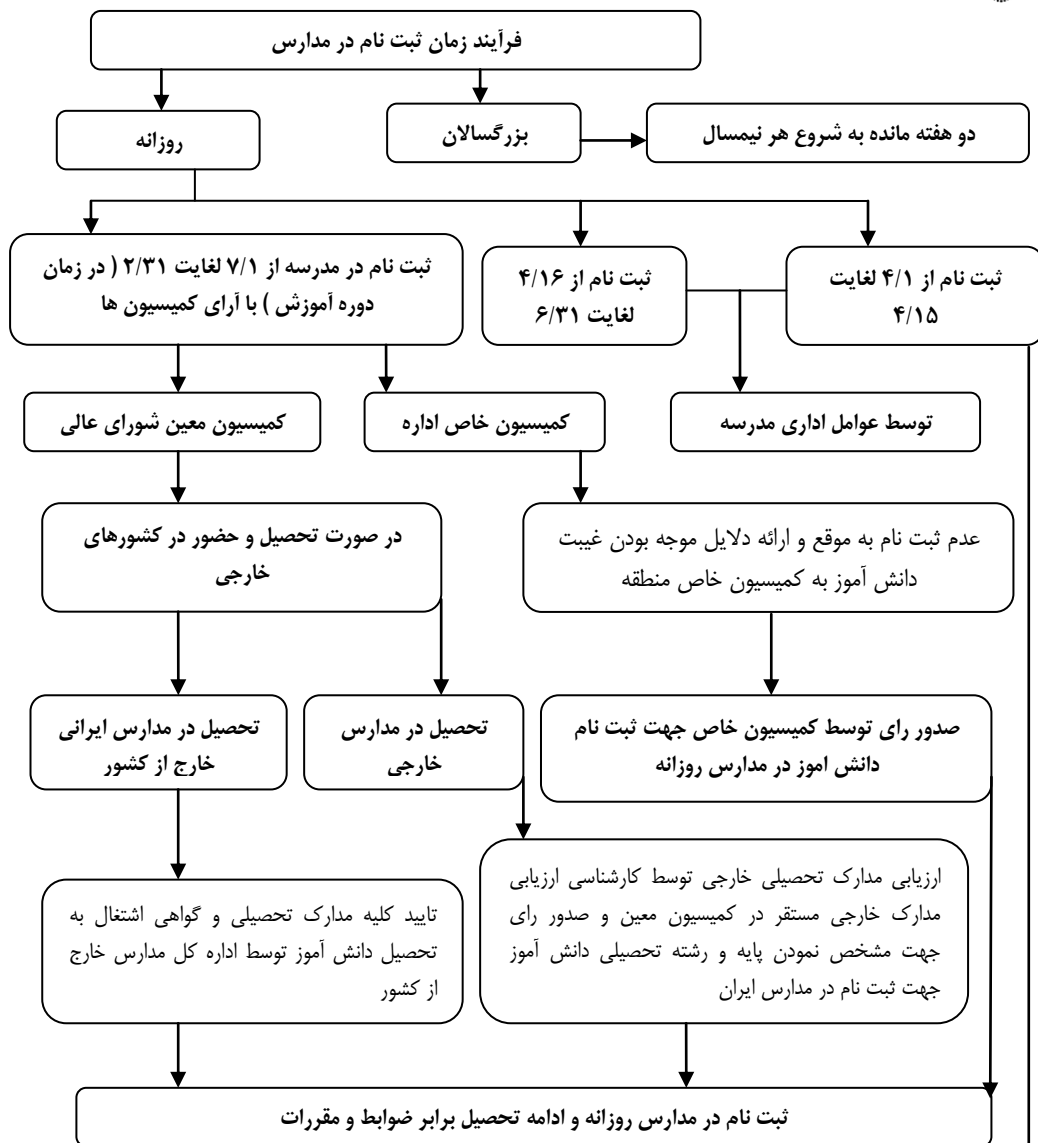 فرآیند زمان ثبت نام در مدارس
روزانه
بزرگسالان
دو هفته مانده به شروع هر نیمسال
ثبت نام از ۴/۱ لغایت
۴/۱۵
ثبت نام از ۴/۱۶
لغایت ۶/۳۱
ثبت نام در مدرسه از ۷/۱ لغایت ۲/۳۱ ( در زمان
دوره آموزش ) با آرای کمیسیون ها
توسط عوامل اداری مدرسه
کمیسیون خاص اداره
کمیسیون معین شورای عالی
عدم ثبت نام به موقع و ارائه دلایل موجه بودن غیبت
دانش آموز به کمیسیون خاص منطقه
در صورت تحصیل و حضور در کشورهای
خارجی
صدور رای توسط کمیسیون خاص جهت ثبت نام
دانش اموز در مدارس روزانه
تحصیل در مدارس
خارجی
تحصیل در مدارس ایرانی
خارج از کشور
ارزیابی مدارک تحصیلی خارجی توسط کارشناسی ارزیابی
مدارک خارجی مستقر در کمیسیون معین و صدور رای
جهت مشخص نمودن پایه و رشته تحصیلی دانش آموز
جهت ثبت نام در مدارس ایران
تایید کلیه مدارک تحصیلی و گواهی اشتغال به
تحصیل دانش آموز توسط اداره کل مدارس خارج
از کشور
ثبت نام در مدارس روزانه و ادامه تحصیل برابر ضوابط و مقررات